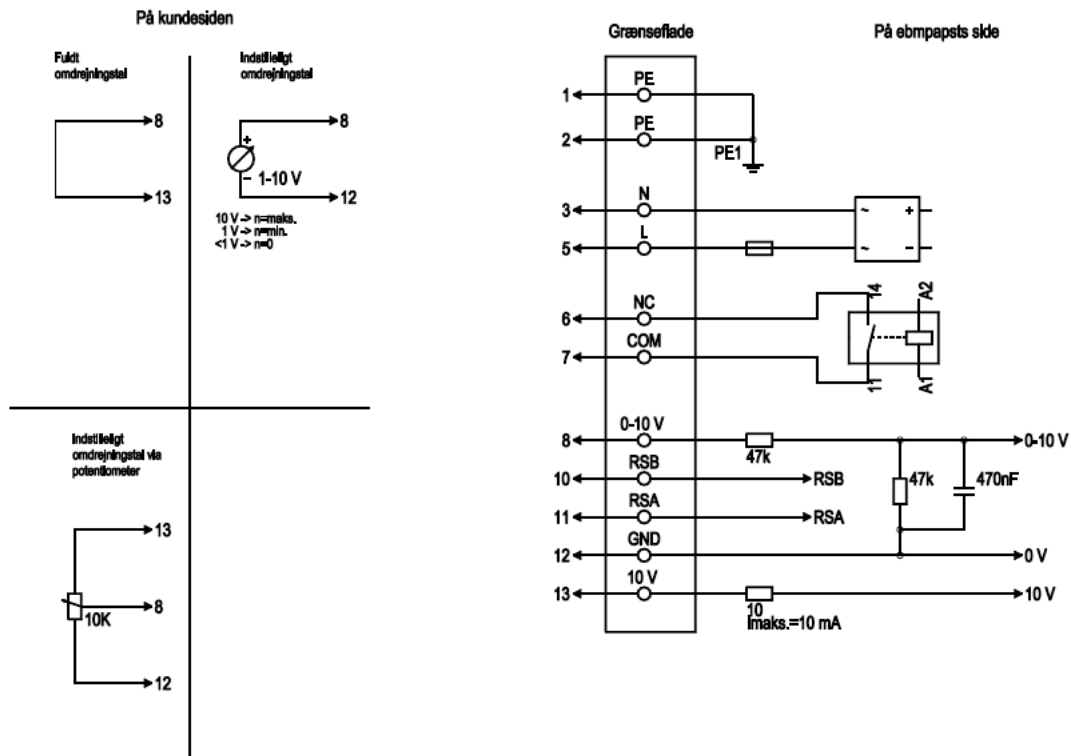 På kundesiden
Fuldt
omdrejningstal
8
13
Indstilleligt
omdrejningstal
8
+
– 1-10 V
12
10 V -> n=maks.
1 V -> n=min.
<1 V -> n=0
Indstilleligt
omdrejningstal via
potentiometer
13
8
10K
12
Grænseflade
På ebmpapsts side
1 PE
2 PE
PE1
3 N ~ +
5 L ~ –
6 NC
14
A2
7 COM
11
A1
8 0-10 V
47k
0-10 V
10 RSB RSB
47k
470nF
11 RSA RSA
12 GND 0 V
13 10 V 10 V
10
Imaks.=10 mA